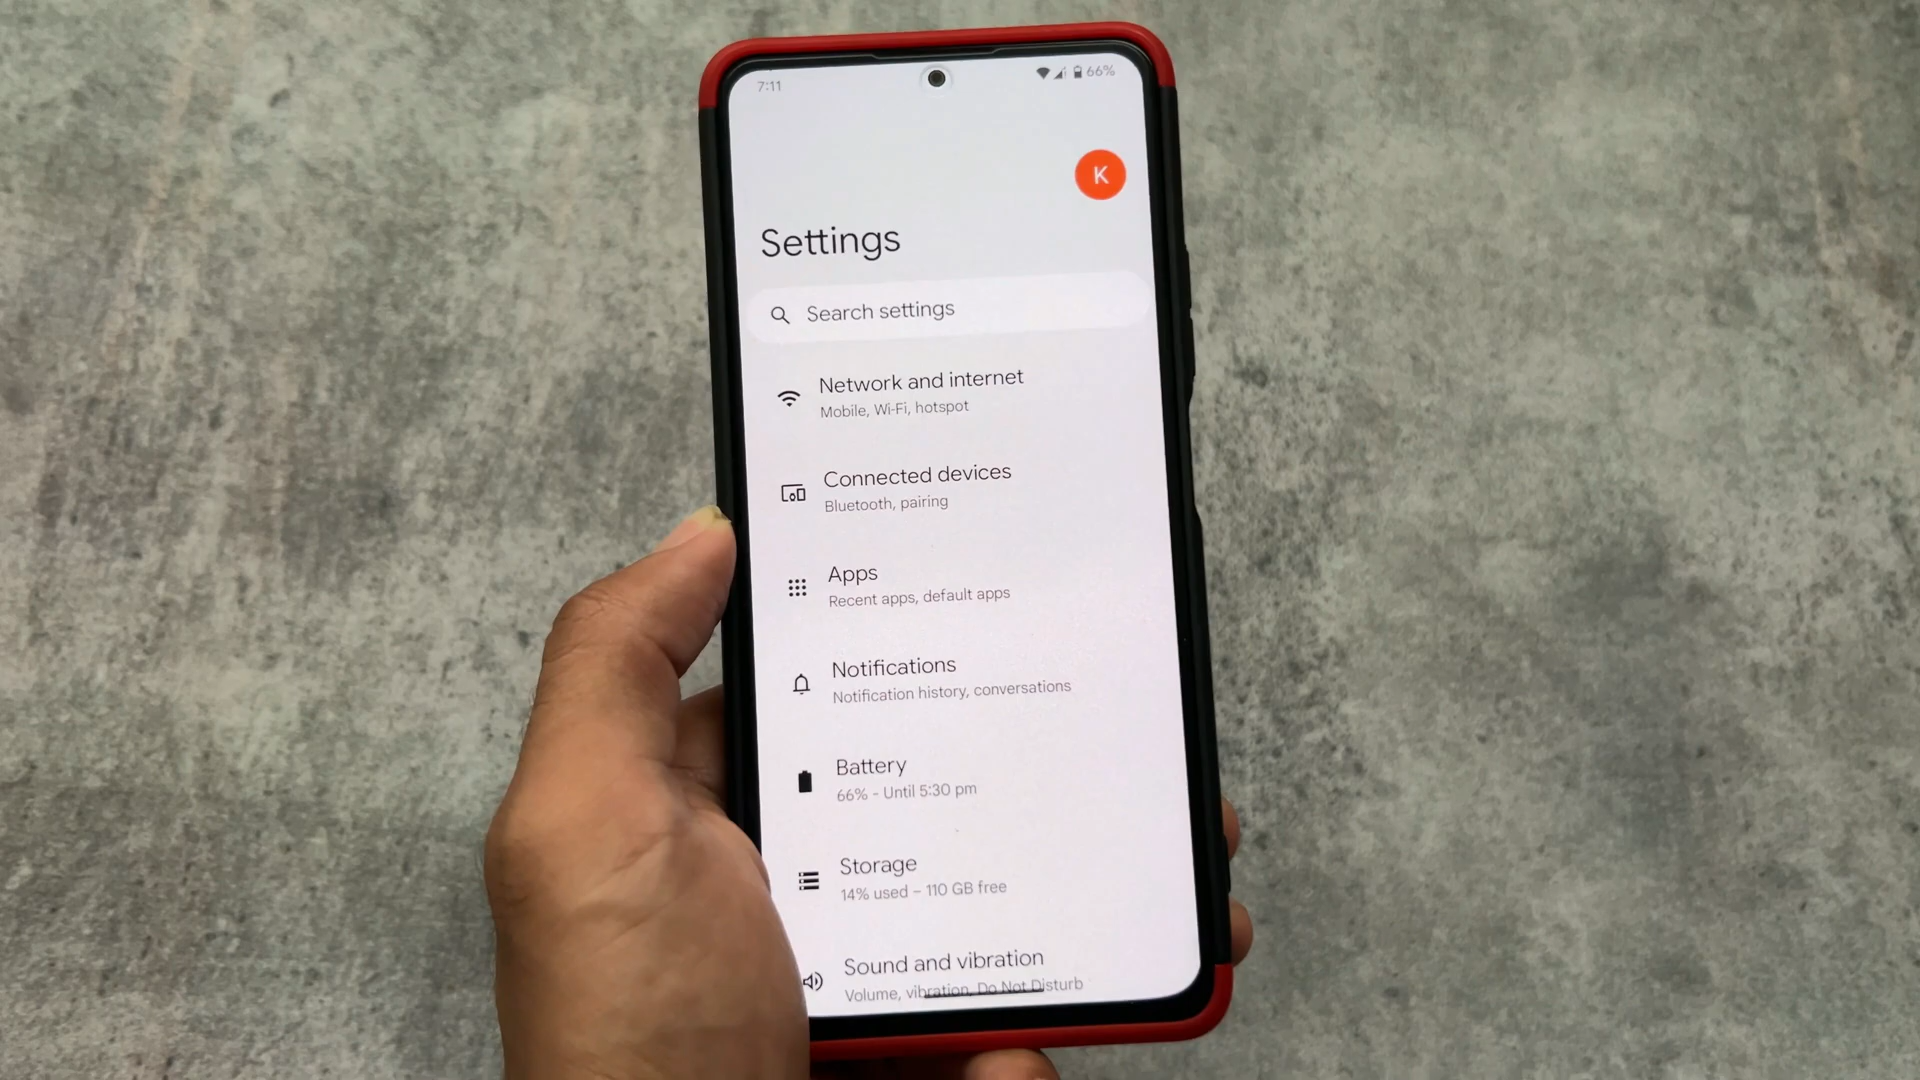 7:11
66%
K
Settings
Search settings
Network and internet
Mobile, Wi-Fi, hotspot
Connected devices
Bluetooth, pairing
Apps
Recent apps, default apps
Notifications
Notification history, conversations
Battery
66% - Until 5:30 pm
Storage
14% used – 110 GB free
Sound and vibration
Volume, vibration, Do Not Disturb